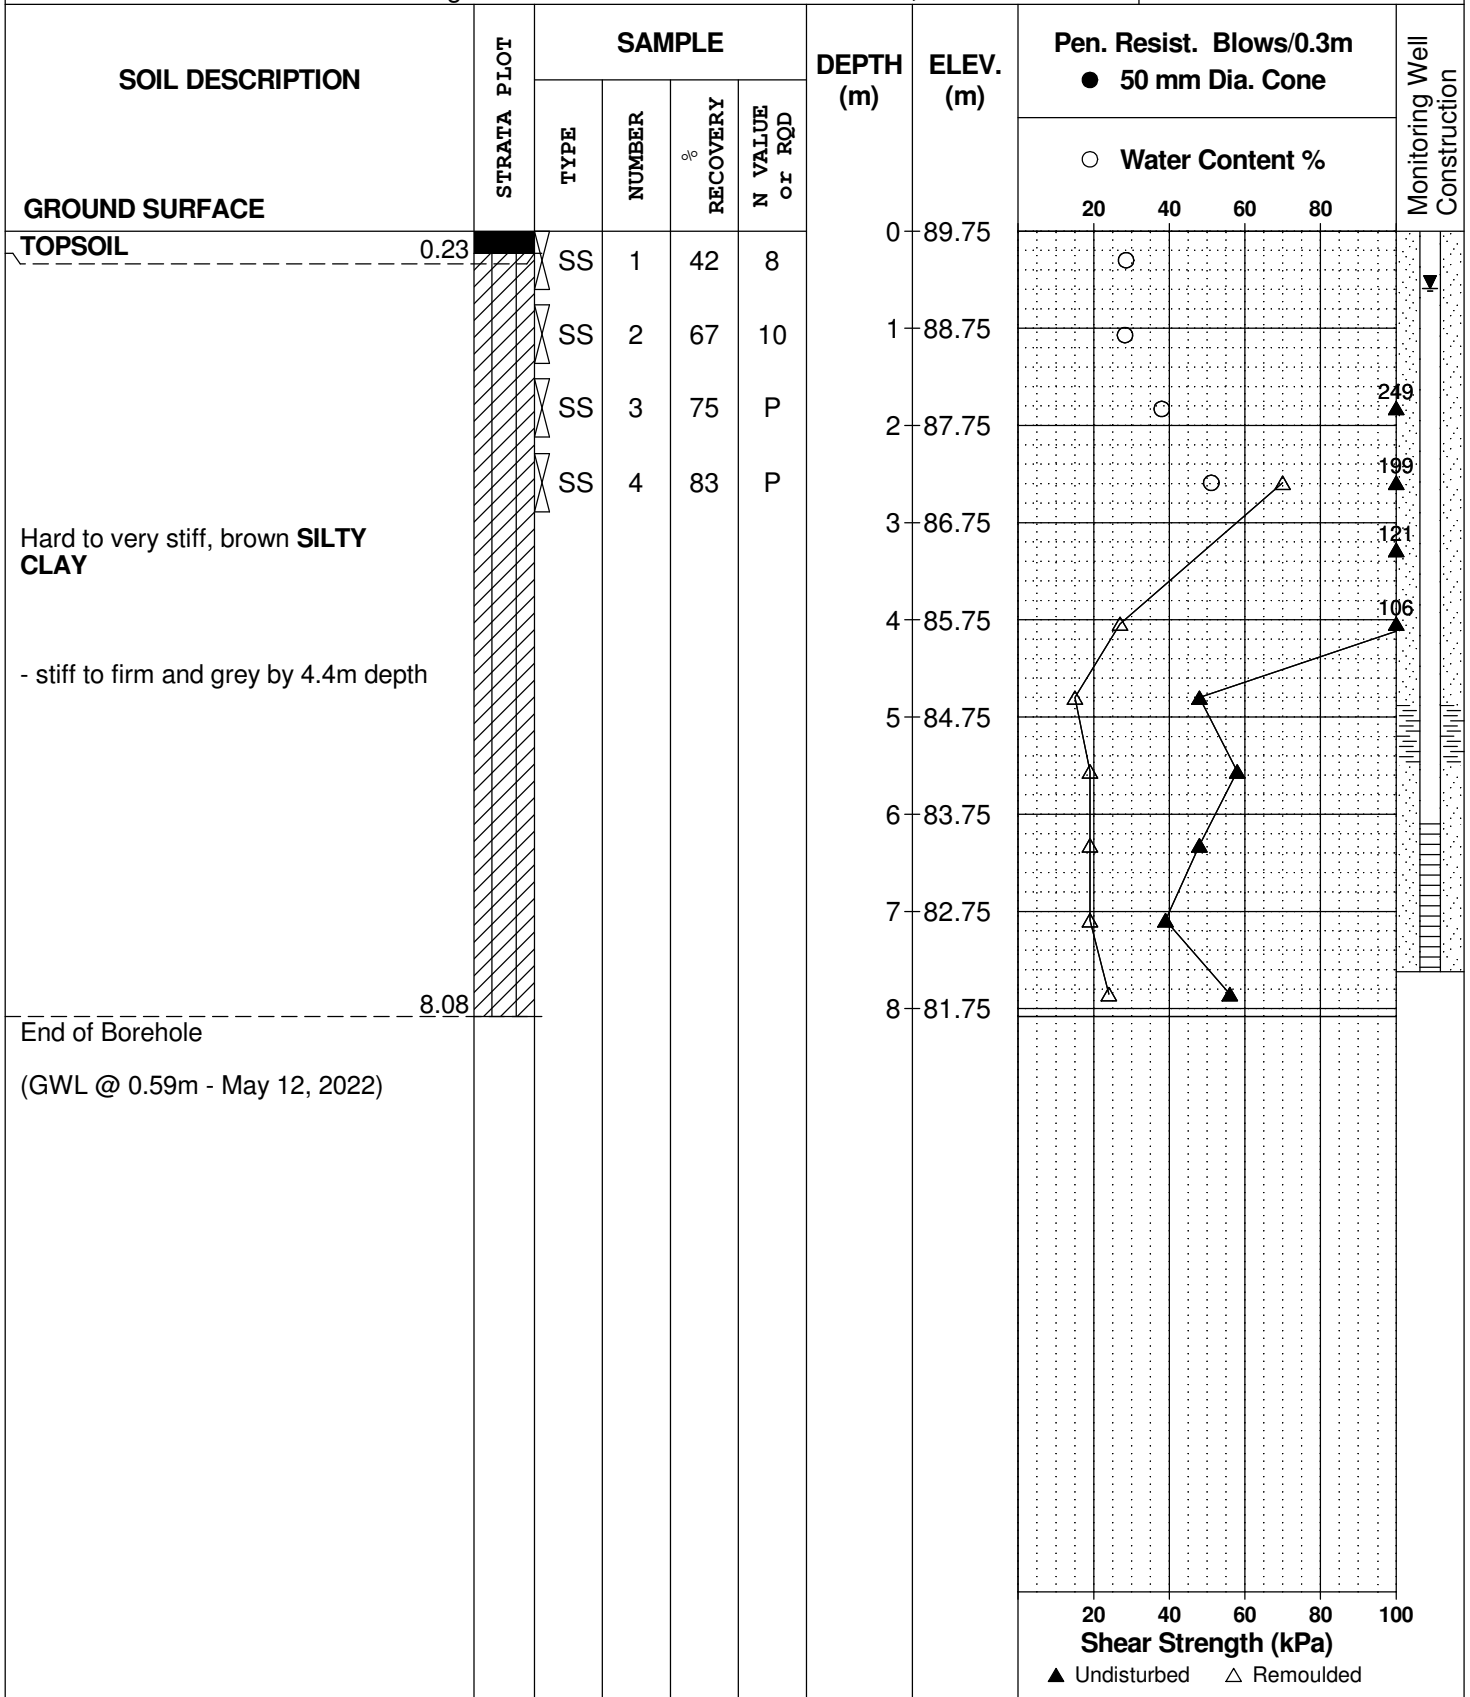 SOIL DESCRIPTION
GROUND SURFACE
STRATA PLOT
SAMPLE
TYPE
NUMBER
% RECOVERY
N VALUE or RQD
DEPTH (m)
ELEV. (m)
Pen. Resist. Blows/0.3m
● 50 mm Dia. Cone
○ Water Content %
20 40 60 80
Monitoring Well Construction
TOPSOIL 0.23
SS 1 42 8
SS 2 67 10
SS 3 75 P
SS 4 83 P
Hard to very stiff, brown SILTY
CLAY
- stiff to firm and grey by 4.4m depth
8.08
End of Borehole
(GWL @ 0.59m - May 12, 2022)
0 89.75
1 88.75
2 87.75
3 86.75
4 85.75
5 84.75
6 83.75
7 82.75
8 81.75
249
199
121
106
20 40 60 80 100
Shear Strength (kPa)
▲ Undisturbed △ Remoulded